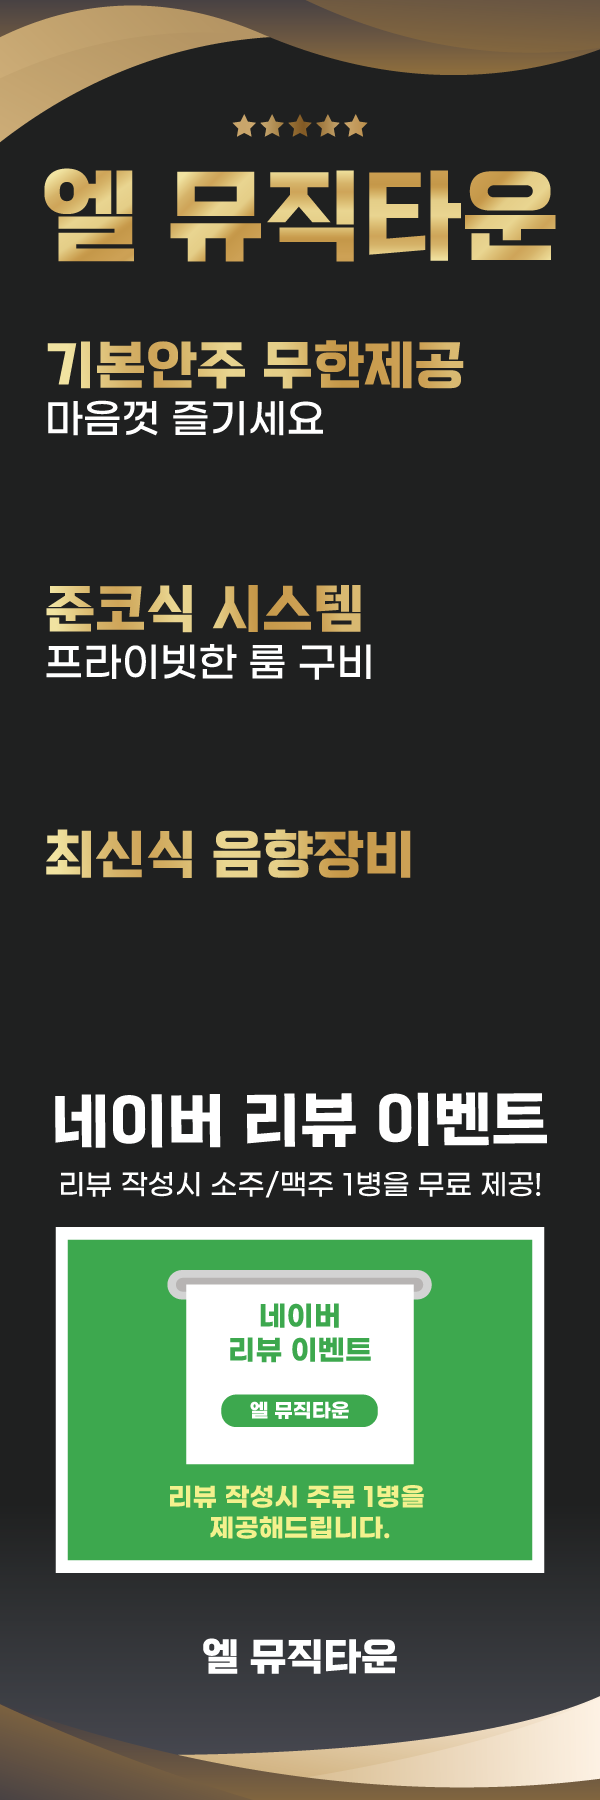 엘 뮤직타운
기본안주 무한제공
마음껏 즐기세요
준코식 시스템
프라이빗한 룸 구비
최신식 음향장비
네이버 리뷰 이벤트
리뷰 작성시 소주/맥주 1병을 무료 제공!
네이버
리뷰 이벤트
엘 뮤직타운
리뷰 작성시 주류 1병을
제공해드립니다.
엘 뮤직타운